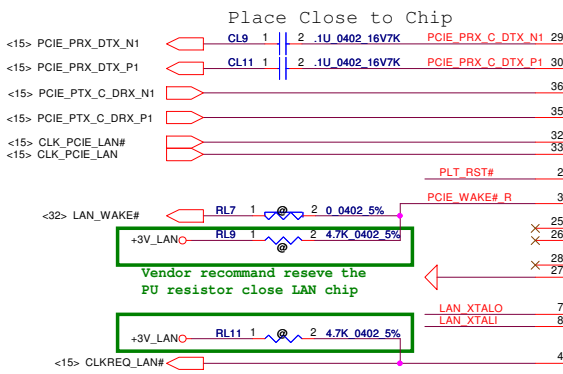 Place Close to Chip
<15> PCIE_PRX_DTX_N1 CL9 1 2 .1U_0402_16V7K PCIE_PRX_C_DTX_N1 29
<15> PCIE_PRX_DTX_P1 CL11 1 2 .1U_0402_16V7K PCIE_PRX_C_DTX_P1 30
<15> PCIE_PTX_C_DRX_N1 36
<15> PCIE_PTX_C_DRX_P1 35
<15> CLK_PCIE_LAN# 32
<15> CLK_PCIE_LAN 33
PLT_RST# 2
PCIE_WAKE#_R 3
<32> LAN_WAKE# RL7 1 @ 2 0_0402_5%
25
+3V_LAN RL9 1 @ 2 4.7K_0402_5% 26
28
Vendor recommand reseve the 27
PU resistor close LAN chip
LAN_XTALO 7
LAN_XTALI 8
+3V_LAN RL11 1 @ 2 4.7K_0402_5%
<15> CLKREQ_LAN# 4